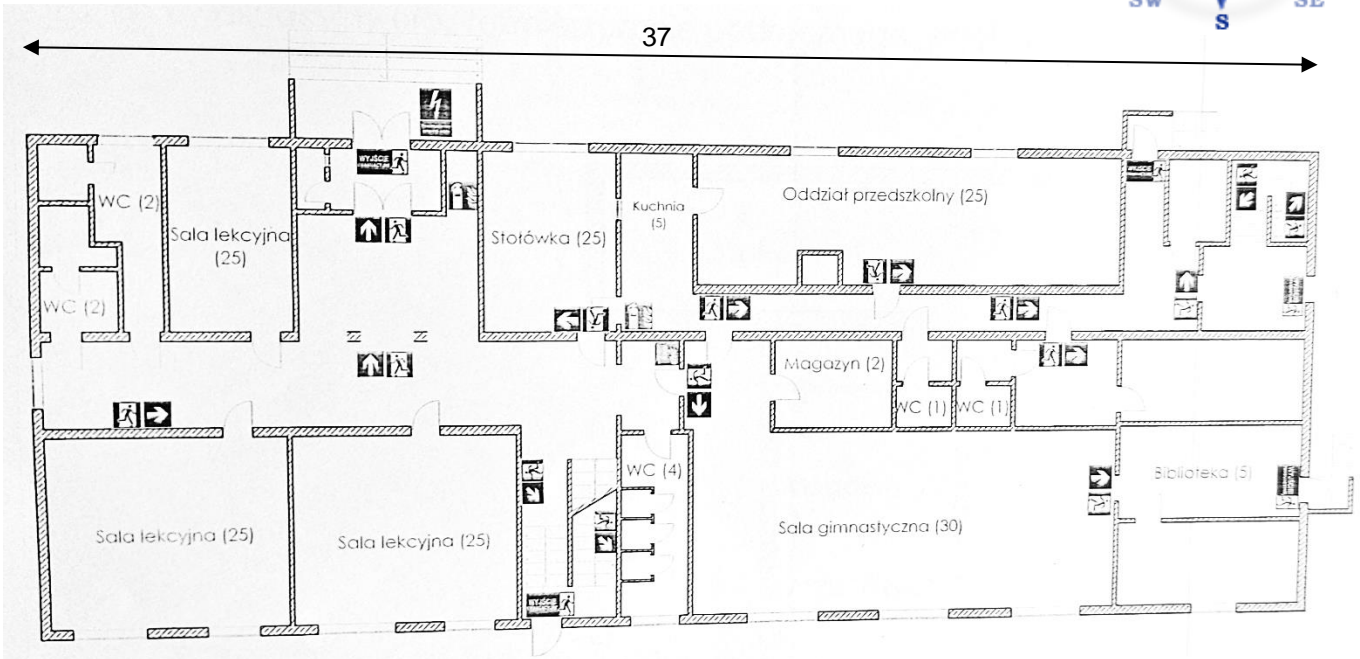 SW
S
SE
37
WYJŚCIE
WC (2)
Kuchnia
(5)
Oddział przedszkolny (25)
Sala lekcyjna
(25)
Stołówka (25)
WC (2)
Magazyn (2)
WC (1)
WC (1)
WC (4)
Biblioteka (5)
Sala gimnastyczna (30)
Sala lekcyjna (25)
Sala lekcyjna (25)